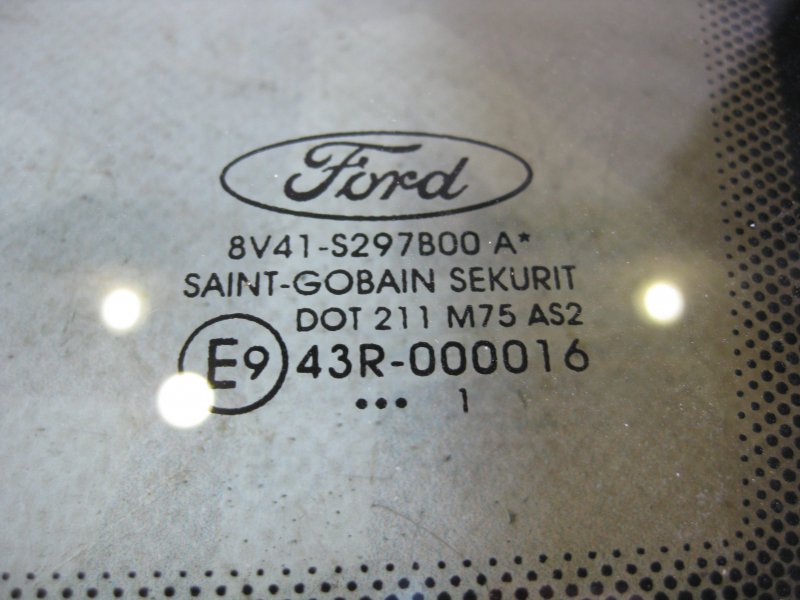 Ford
8V41-S297B00 A*
SAINT-GOBAIN SEKURIT
DOT 211 M75 AS2
E9 43R-000016
••• 1